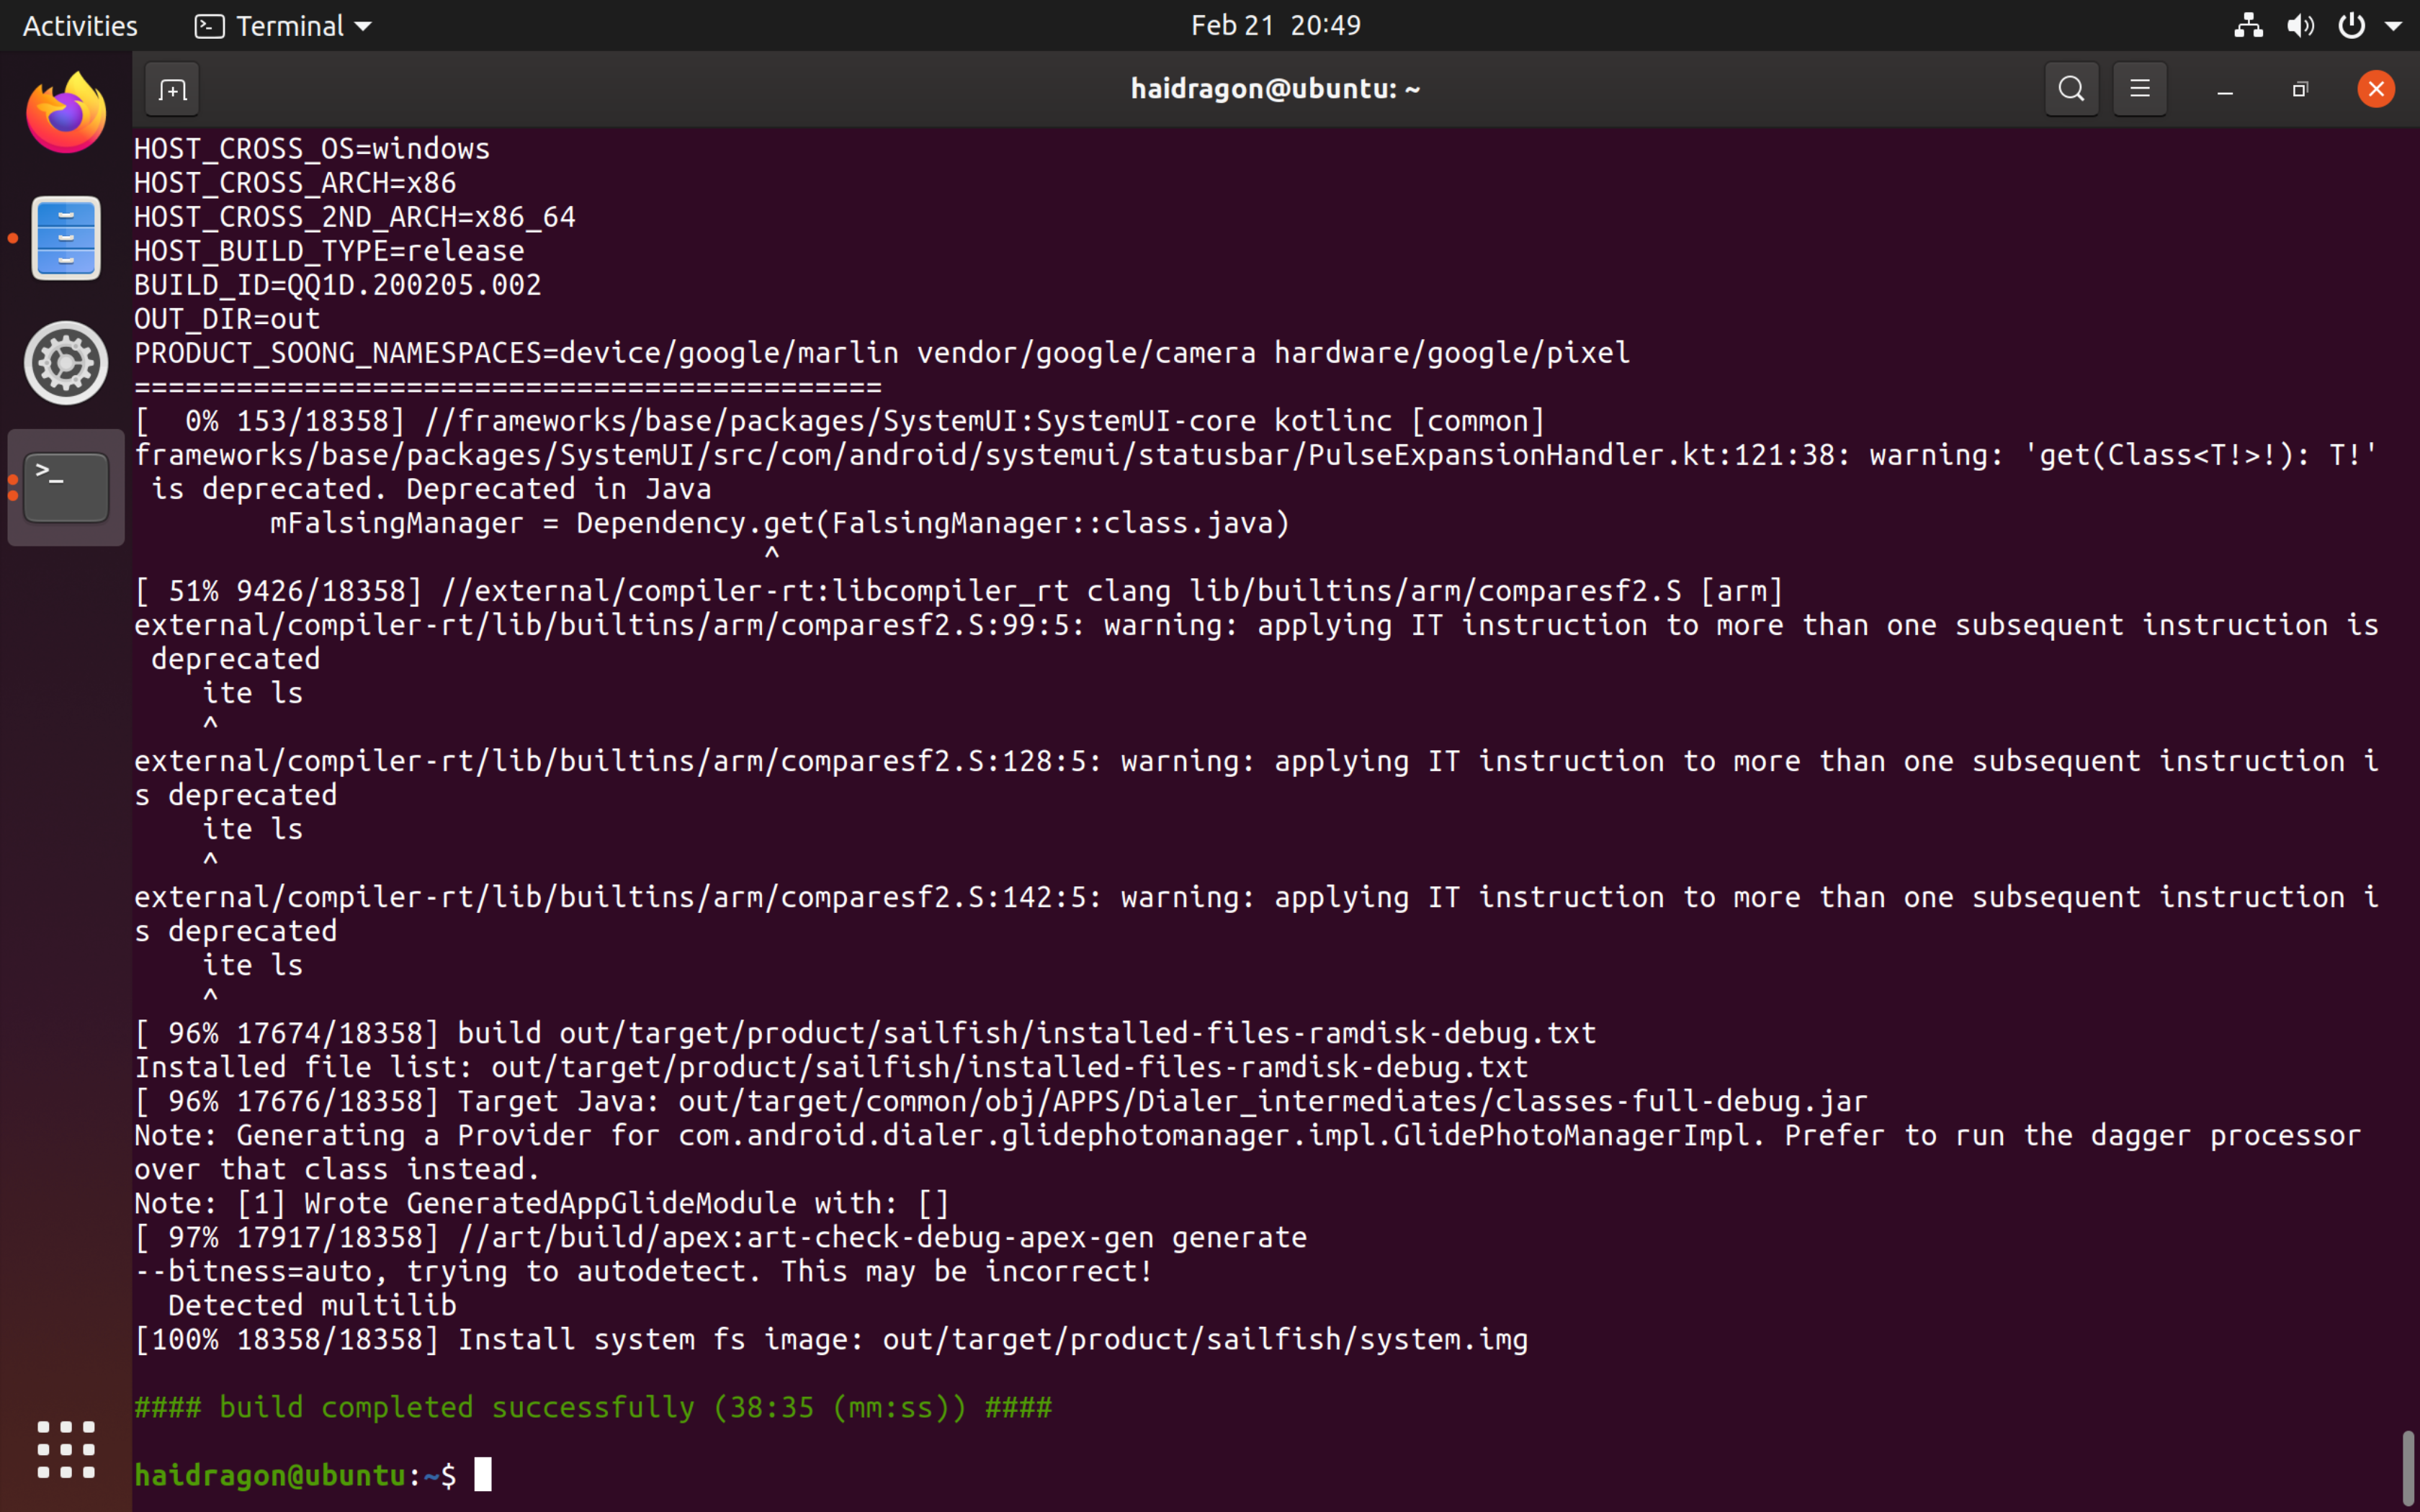 Activities
Terminal
Feb 21 20:49
haidragon@ubuntu: ~
HOST_CROSS_OS=windows
HOST_CROSS_ARCH=x86
HOST_CROSS_2ND_ARCH=x86_64
HOST_BUILD_TYPE=release
BUILD_ID=QQ1D.200205.002
OUT_DIR=out
PRODUCT_SOONG_NAMESPACES=device/google/marlin vendor/google/camera hardware/google/pixel
============================================
[  0% 153/18358] //frameworks/base/packages/SystemUI:SystemUI-core kotlinc [common]
frameworks/base/packages/SystemUI/src/com/android/systemui/statusbar/PulseExpansionHandler.kt:121:38: warning: 'get(Class<T!>!): T!'
 is deprecated. Deprecated in Java
        mFalsingManager = Dependency.get(FalsingManager::class.java)
                                     ^
[ 51% 9426/18358] //external/compiler-rt:libcompiler_rt clang lib/builtins/arm/comparesf2.S [arm]
external/compiler-rt/lib/builtins/arm/comparesf2.S:99:5: warning: applying IT instruction to more than one subsequent instruction is
 deprecated
    ite ls
    ^
external/compiler-rt/lib/builtins/arm/comparesf2.S:128:5: warning: applying IT instruction to more than one subsequent instruction i
s deprecated
    ite ls
    ^
external/compiler-rt/lib/builtins/arm/comparesf2.S:142:5: warning: applying IT instruction to more than one subsequent instruction i
s deprecated
    ite ls
    ^
[ 96% 17674/18358] build out/target/product/sailfish/installed-files-ramdisk-debug.txt
Installed file list: out/target/product/sailfish/installed-files-ramdisk-debug.txt
[ 96% 17676/18358] Target Java: out/target/common/obj/APPS/Dialer_intermediates/classes-full-debug.jar
Note: Generating a Provider for com.android.dialer.glidephotomanager.impl.GlidePhotoManagerImpl. Prefer to run the dagger processor
over that class instead.
Note: [1] Wrote GeneratedAppGlideModule with: []
[ 97% 17917/18358] //art/build/apex:art-check-debug-apex-gen generate
--bitness=auto, trying to autodetect. This may be incorrect!
  Detected multilib
[100% 18358/18358] Install system fs image: out/target/product/sailfish/system.img
#### build completed successfully (38:35 (mm:ss)) ####
haidragon@ubuntu:~$